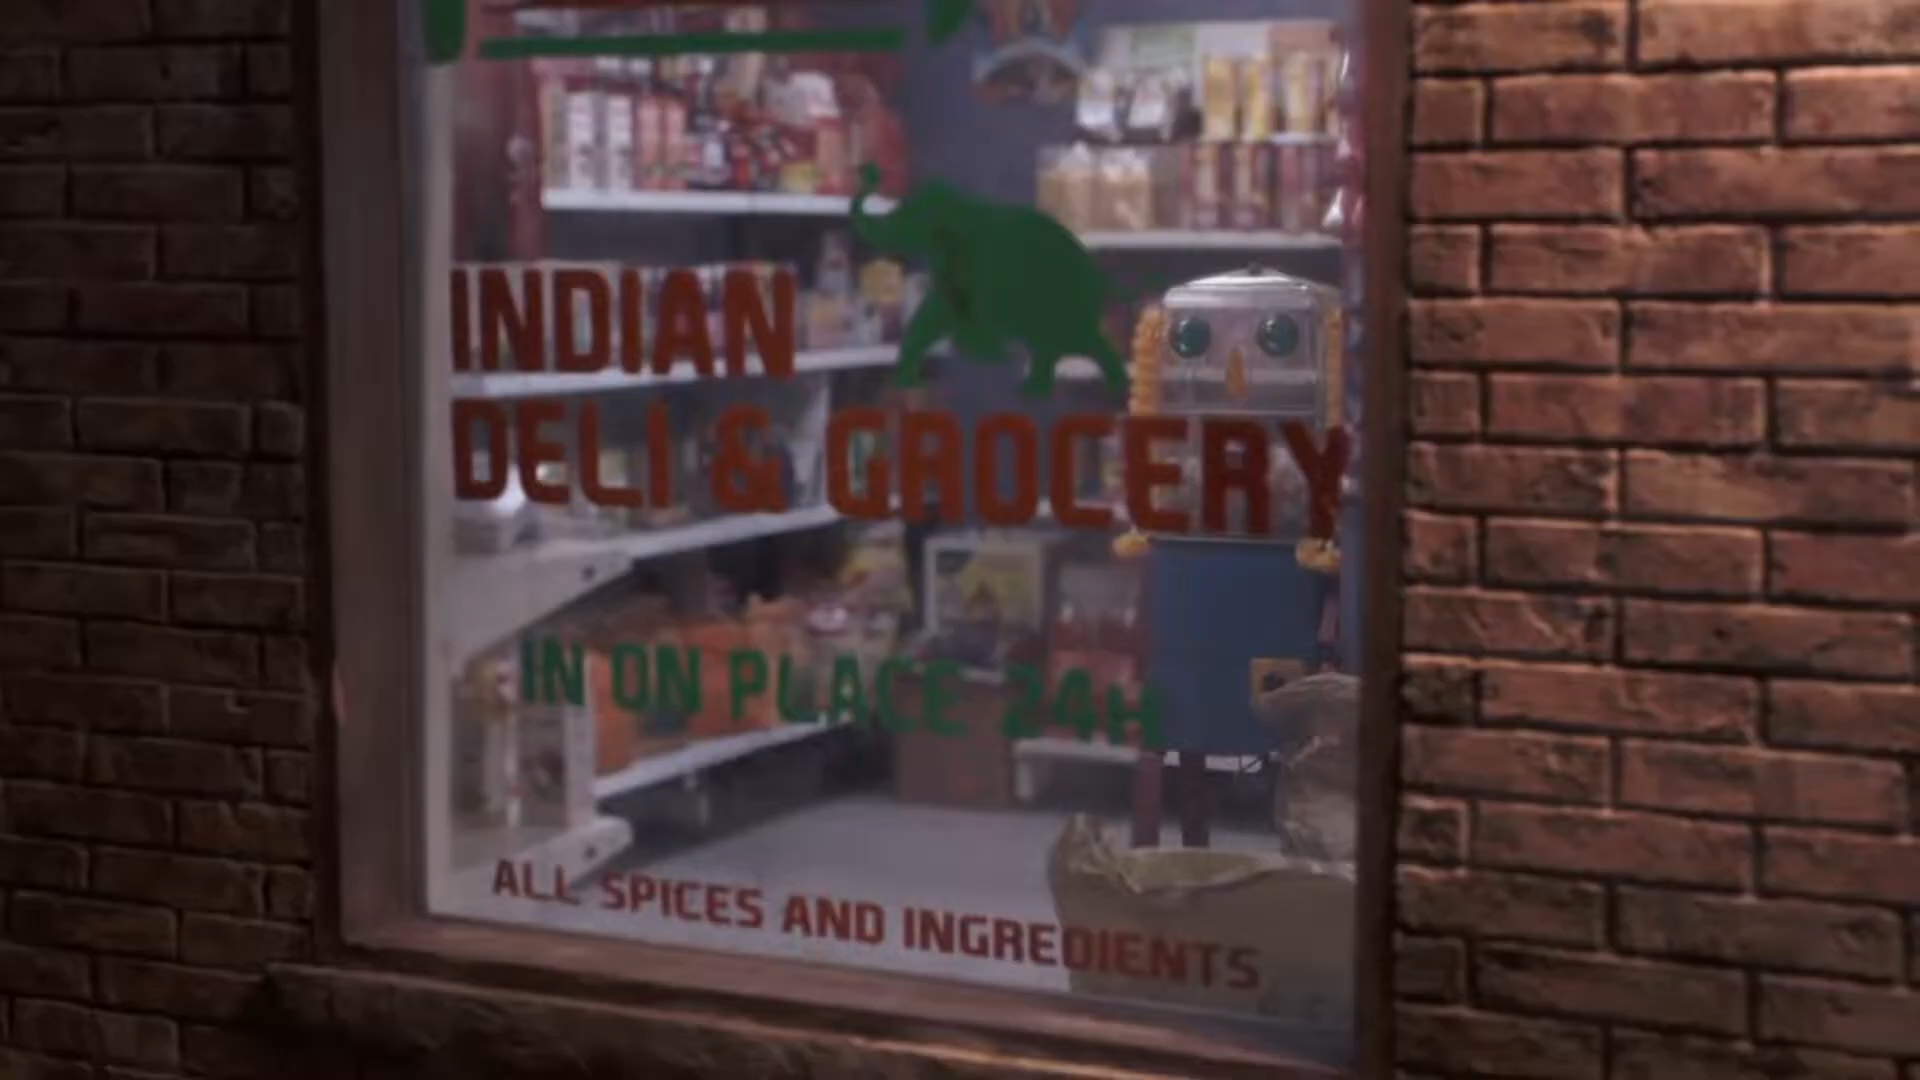 INDIAN
DELI & GROCERY
IN ON PLACE 24H
ALL SPICES AND INGREDIENTS